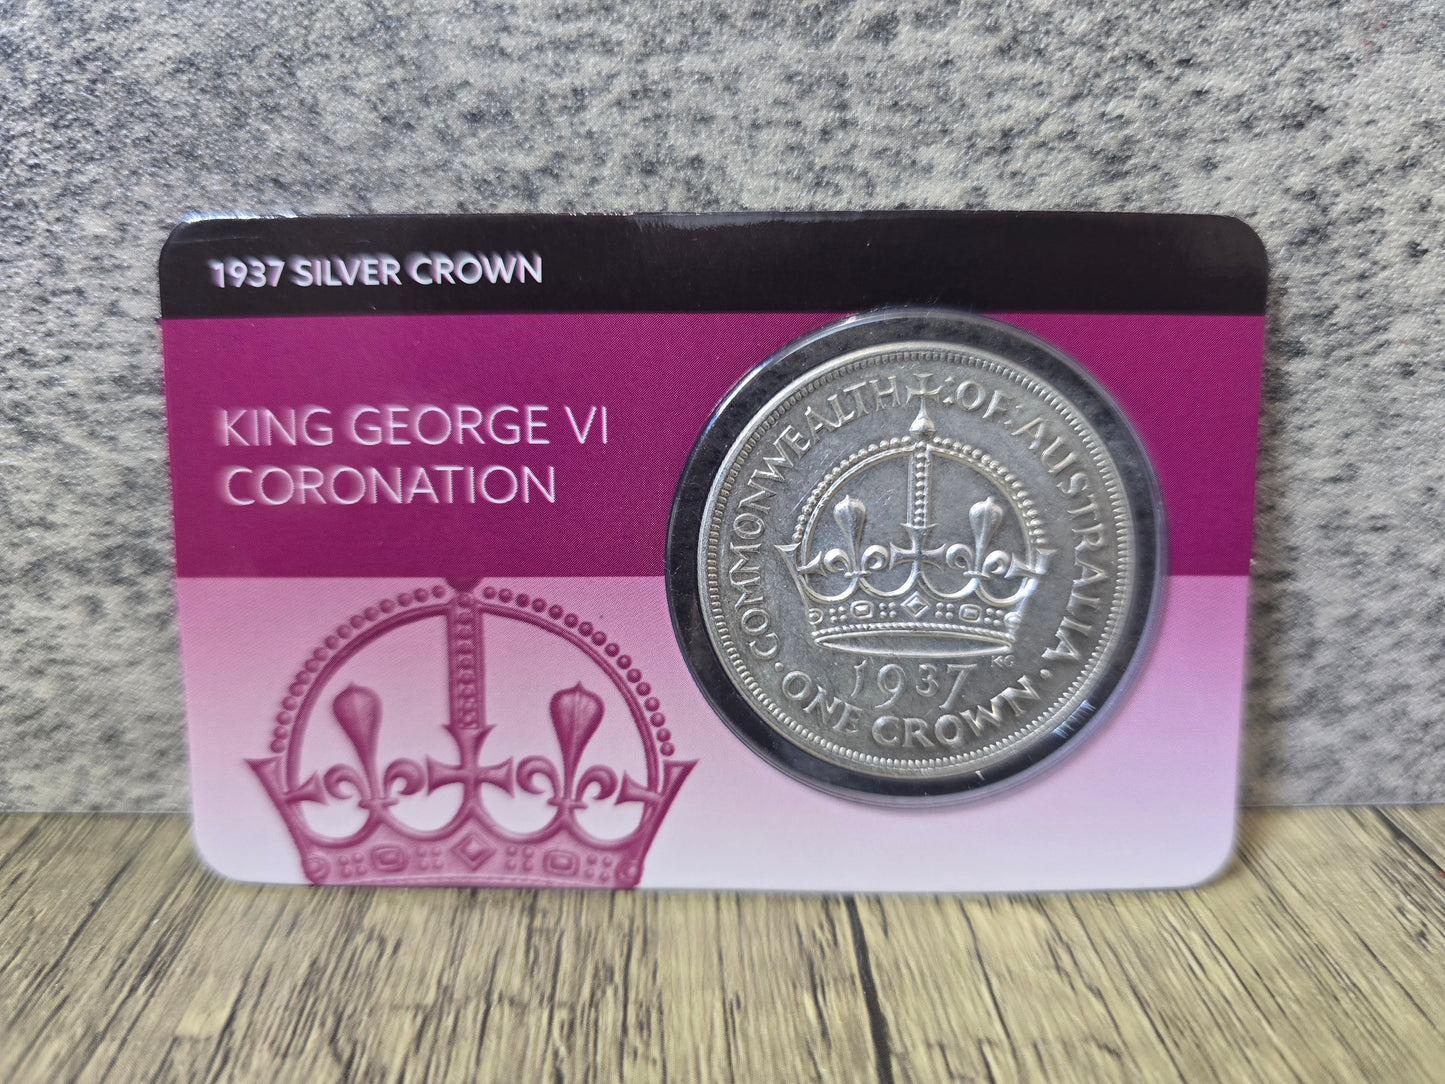 1937 SILVER CROWN
KING GEORGE VI
CORONATION
COMMONWEALTH OF AUSTRALIA
1937 KG
ONE CROWN